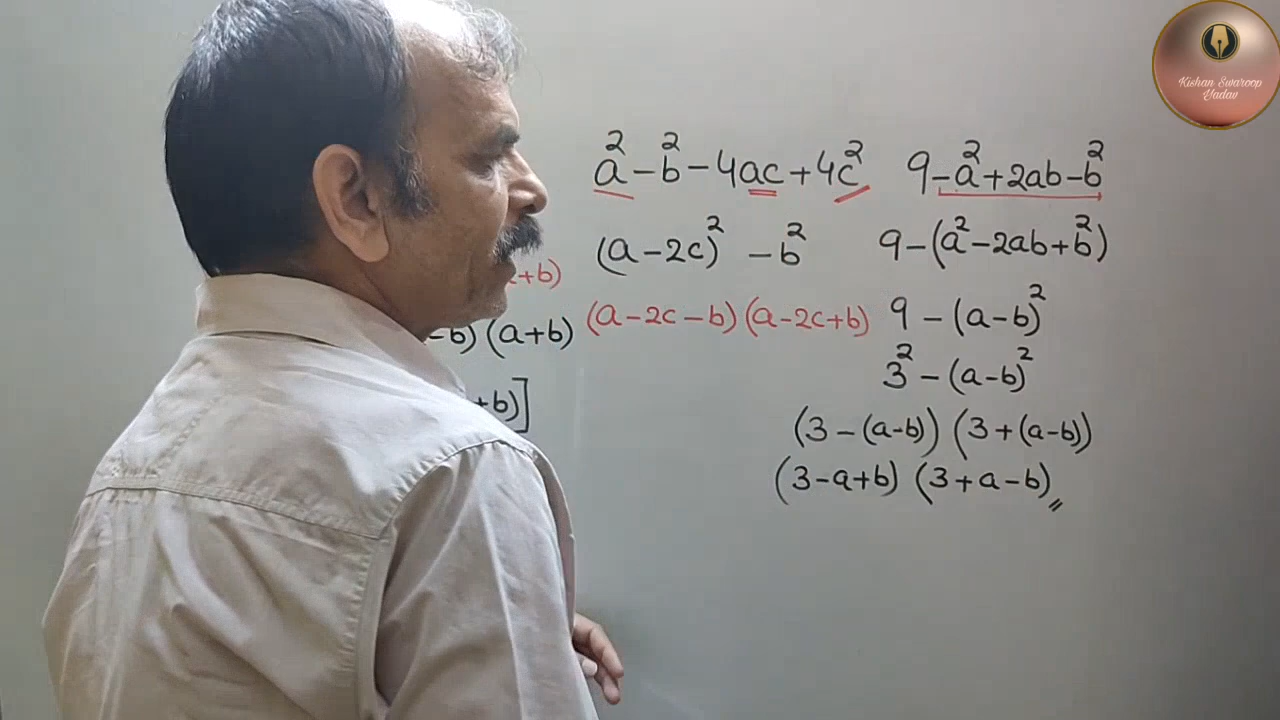 Kishan Swaroop
Yadav
a² - b² - 4ac + 4c²
(a - 2c)² - b²
(a - 2c - b) (a - 2c + b)
9 - a² + 2ab - b²
9 - (a² - 2ab + b²)
9 - (a - b)²
3² - (a - b)²
(3 - (a - b)) (3 + (a - b))
(3 - a + b) (3 + a - b)
+ b)
- b) (a + b)
+ b)]